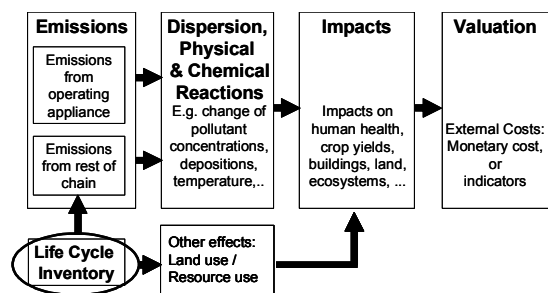 Emissions
Emissions
from
operating
appliance
Emissions
from rest of
chain
Dispersion,
Physical
& Chemical
Reactions
E.g. change of
pollutant
concentrations,
depositions,
temperature,..
Impacts
Impacts on
human health,
crop yields,
buildings, land,
ecosystems, ...
Valuation
External Costs:
Monetary cost,
or
indicators
Life Cycle
Inventory
Other effects:
Land use /
Resource use